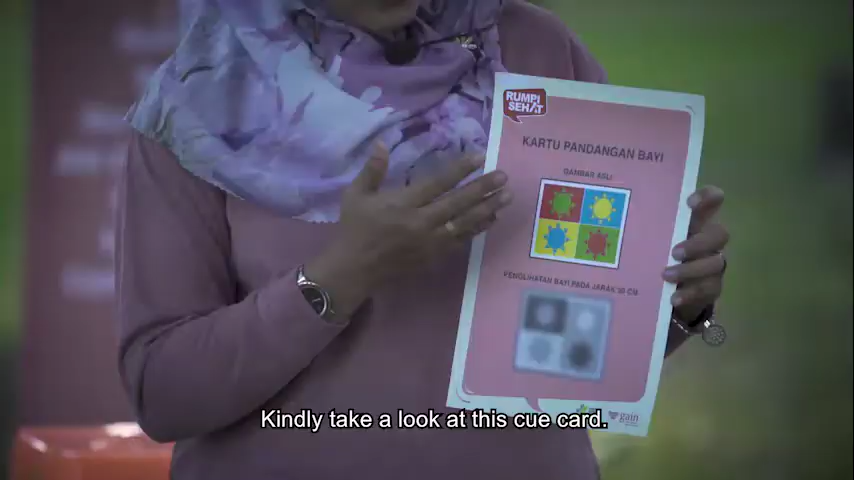 RUMPI
SEHAT
KARTU PANDANGAN BAYI
GAMBAR ASLI
PENGLIHATAN BAYI PADA JARAK 30 CM
gain
Kindly take a look at this cue card.